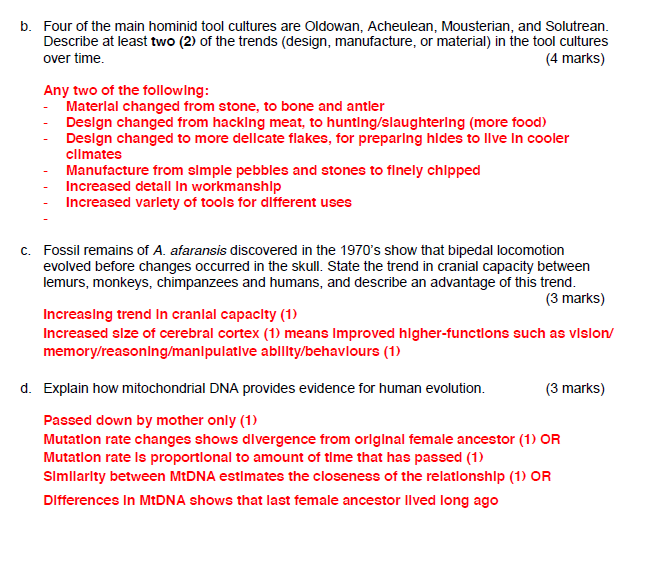 b. Four of the main hominid tool cultures are Oldowan, Acheulean, Mousterian, and Solutrean.
Describe at least two (2) of the trends (design, manufacture, or material) in the tool cultures
over time. (4 marks)
Any two of the following:
- Material changed from stone, to bone and antler
- Design changed from hacking meat, to hunting/slaughtering (more food)
- Design changed to more delicate flakes, for preparing hides to live in cooler
climates
- Manufacture from simple pebbles and stones to finely chipped
- Increased detail in workmanship
- Increased variety of tools for different uses
-
c. Fossil remains of A. afaransis discovered in the 1970's show that bipedal locomotion
evolved before changes occurred in the skull. State the trend in cranial capacity between
lemurs, monkeys, chimpanzees and humans, and describe an advantage of this trend.
(3 marks)
Increasing trend in cranial capacity (1)
Increased size of cerebral cortex (1) means improved higher-functions such as vision/
memory/reasoning/manipulative ability/behaviours (1)
d. Explain how mitochondrial DNA provides evidence for human evolution. (3 marks)
Passed down by mother only (1)
Mutation rate changes shows divergence from original female ancestor (1) OR
Mutation rate is proportional to amount of time that has passed (1)
Similarity between MtDNA estimates the closeness of the relationship (1) OR
Differences in MtDNA shows that last female ancestor lived long ago